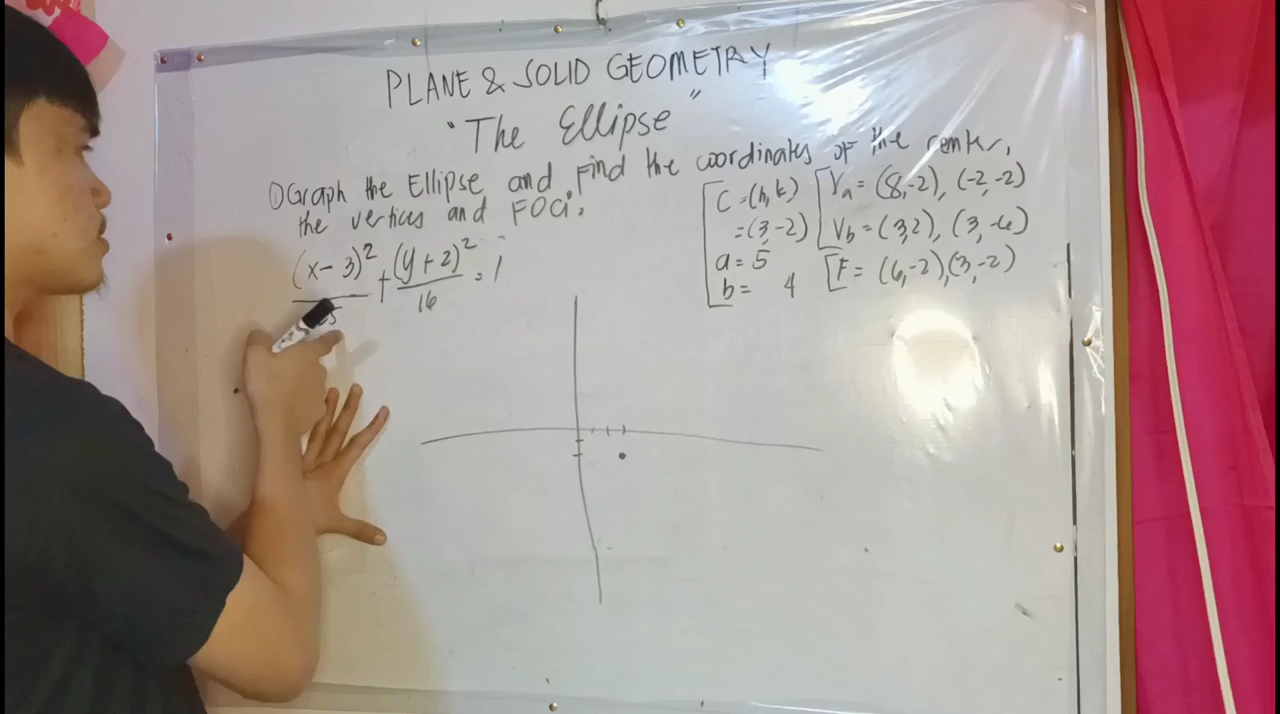 PLANE & SOLID GEOMETRY
"The Ellipse"
① Graph the Ellipse and Find the coordinates of the center,
the vertices and FOCi.
(x-3)² + (y+2)² = 1
16
C = (h, k)
= (3, -2)
a = 5
b = 4
Va = (8, -2), (-2, -2)
Vb = (3, 2), (3, -6)
F = (6, -2), (3, -2)